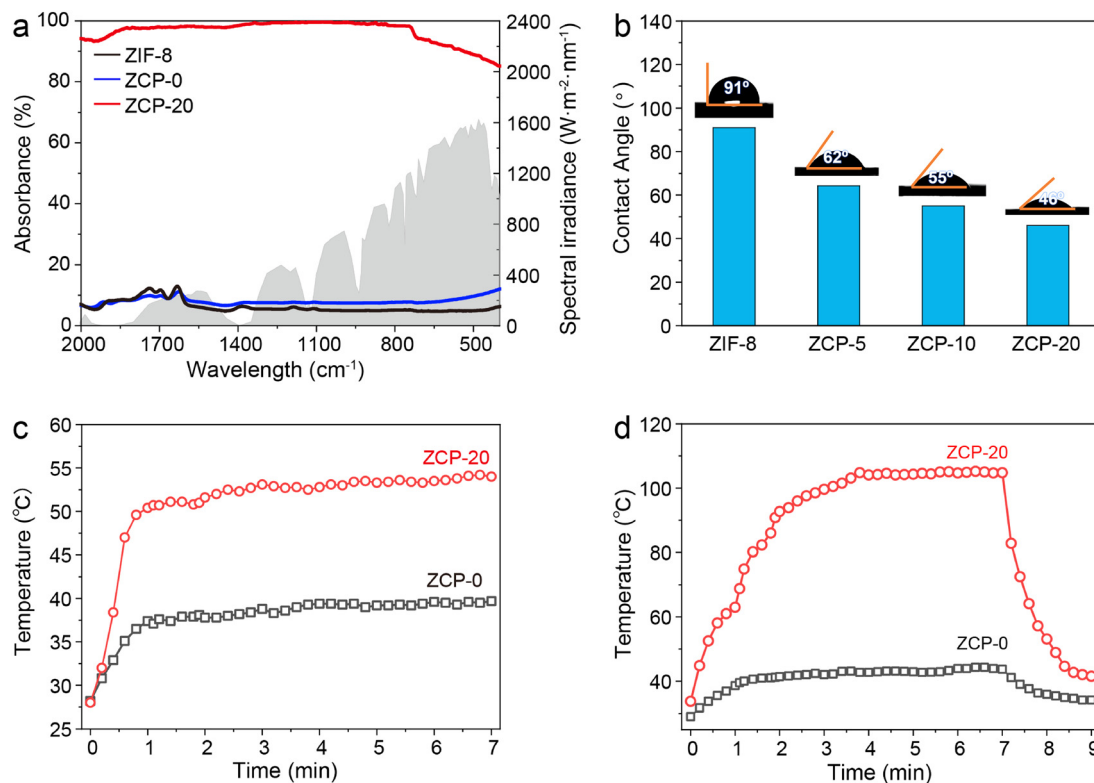 a
Absorbance (%)
100
80
60
40
20
0
ZIF-8
ZCP-0
ZCP-20
2400
2000
1600
1200
800
400
0
Spectral irradiance (W·m⁻²·nm⁻¹)
2000 1700 1400 1100 800 500
Wavelength (cm⁻¹)
b
Contact Angle (°)
140
120
100
80
60
40
20
0
91º
62º
55º
46º
ZIF-8 ZCP-5 ZCP-10 ZCP-20
c
Temperature (°C)
60
55
50
45
40
35
30
25
ZCP-20
ZCP-0
0 1 2 3 4 5 6 7
Time (min)
d
Temperature (°C)
120
100
80
60
40
ZCP-20
ZCP-0
0 1 2 3 4 5 6 7 8 9
Time (min)